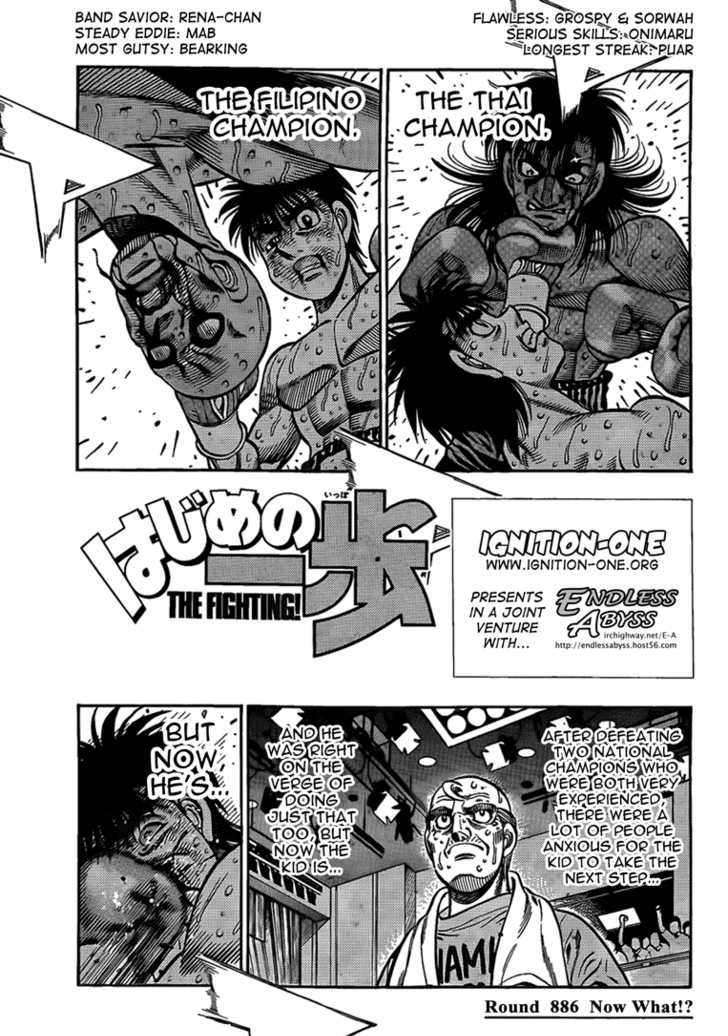 BAND SAVIOR: RENA-CHAN
STEADY EDDIE: MAB
MOST GUTSY: BEARKING
FLAWLESS: GROSPY & SORWAH
SERIOUS SKILLS: ONIMARU
LONGEST STREAK: PUAR
THE THAI
CHAMPION.
THE FILIPINO
CHAMPION.
はじめの一歩
いっぽ
THE FIGHTING!
IGNITION-ONE
WWW.IGNITION-ONE.ORG
PRESENTS
IN A JOINT
VENTURE
WITH...
ENDLESS
ABYSS
irchighway.net/E-A
http://endlessabyss.host56.com
AFTER DEFEATING
TWO NATIONAL
CHAMPIONS WHO
WERE BOTH VERY
EXPERIENCED,
THERE WERE A
LOT OF PEOPLE
ANXIOUS FOR THE
KID TO TAKE THE
NEXT STEP...
AND HE
WAS RIGHT
ON THE
VERGE OF
DOING
JUST THAT
TOO, BUT
NOW THE
KID IS...
BUT
NOW,
HE'S...
Round 886 Now What!?